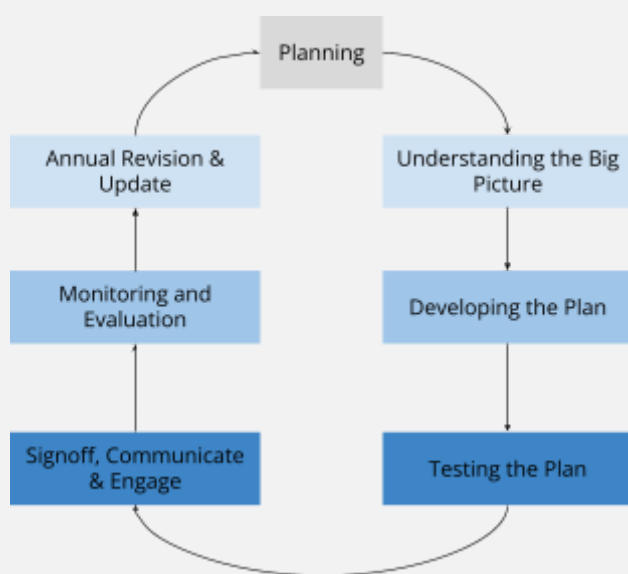 Planning
Understanding the Big
Picture
Developing the Plan
Testing the Plan
Signoff, Communicate
& Engage
Monitoring and
Evaluation
Annual Revision &
Update